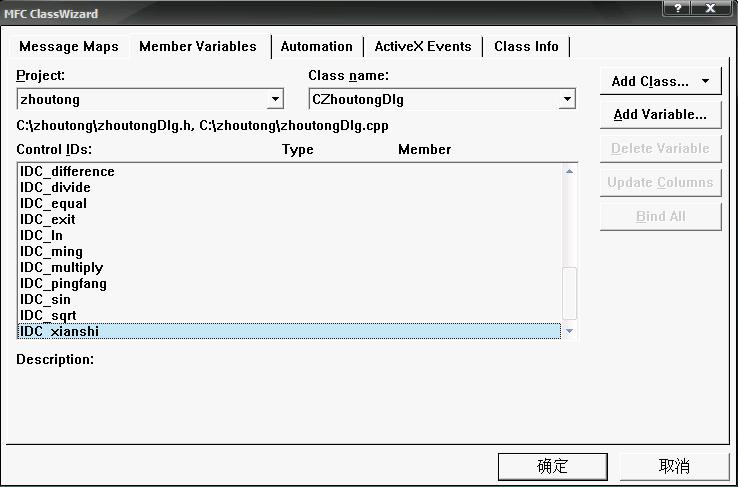 MFC ClassWizard
Message Maps Member Variables Automation ActiveX Events Class Info
Project: Class name:
zhoutong CZhoutongDlg
Add Class...
C:\zhoutong\zhoutongDlg.h, C:\zhoutong\zhoutongDlg.cpp
Add Variable...
Control IDs: Type Member
Delete Variable
IDC_difference
IDC_divide
Update Columns
IDC_equal
IDC_exit
Bind All
IDC_ln
IDC_ming
IDC_multiply
IDC_pingfang
IDC_sin
IDC_sqrt
IDC_xianshi
Description:
确定 取消